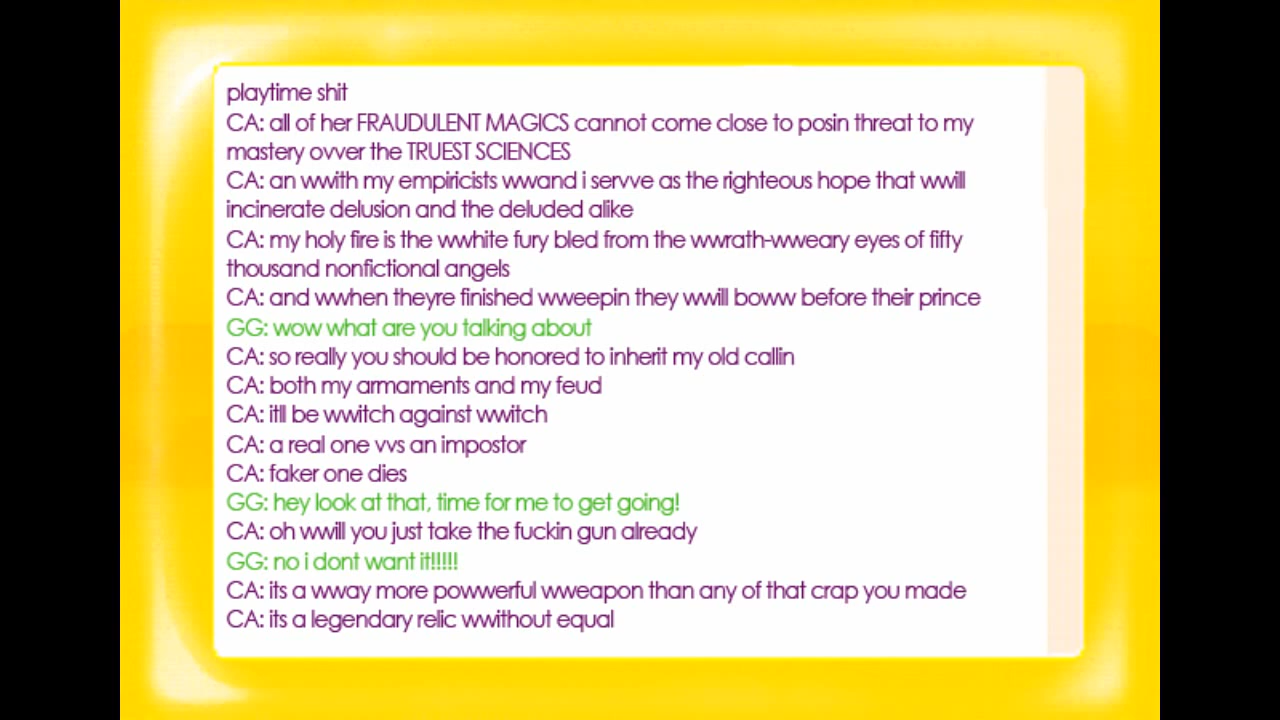 playtime shit
CA: all of her FRAUDULENT MAGICS cannot come close to posin threat to my
mastery ovver the TRUEST SCIENCES
CA: an wwith my empiricists wwand i servve as the righteous hope that wwill
incinerate delusion and the deluded alike
CA: my holy fire is the wwhite fury bled from the wwrath-wweary eyes of fifty
thousand nonfictional angels
CA: and wwhen theyre finished wweepin they wwill boww before their prince
GG: wow what are you talking about
CA: so really you should be honored to inherit my old callin
CA: both my armaments and my feud
CA: itll be wwitch against wwitch
CA: a real one vvs an impostor
CA: faker one dies
GG: hey look at that, time for me to get going!
CA: oh wwill you just take the fuckin gun already
GG: no i dont want it!!!!!
CA: its a wway more powwerful wweapon than any of that crap you made
CA: its a legendary relic wwithout equal